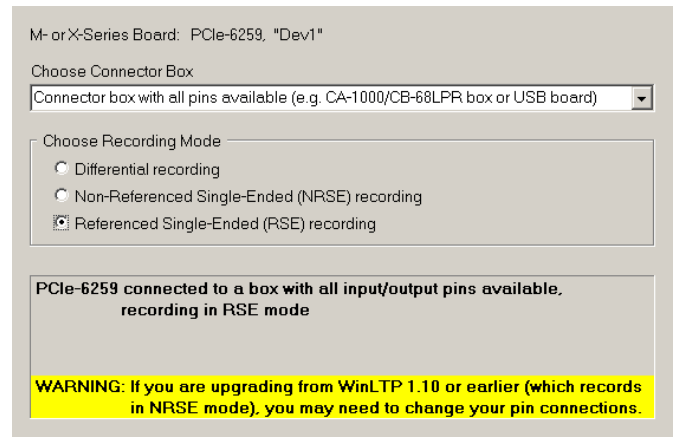 M- or X-Series Board: PCIe-6259, "Dev1"
Choose Connector Box
Connector box with all pins available (e.g. CA-1000/CB-68LPR box or USB board)
Choose Recording Mode
Differential recording
Non-Referenced Single-Ended (NRSE) recording
Referenced Single-Ended (RSE) recording
PCIe-6259 connected to a box with all input/output pins available,
recording in RSE mode
WARNING: If you are upgrading from WinLTP 1.10 or earlier (which records
in NRSE mode), you may need to change your pin connections.